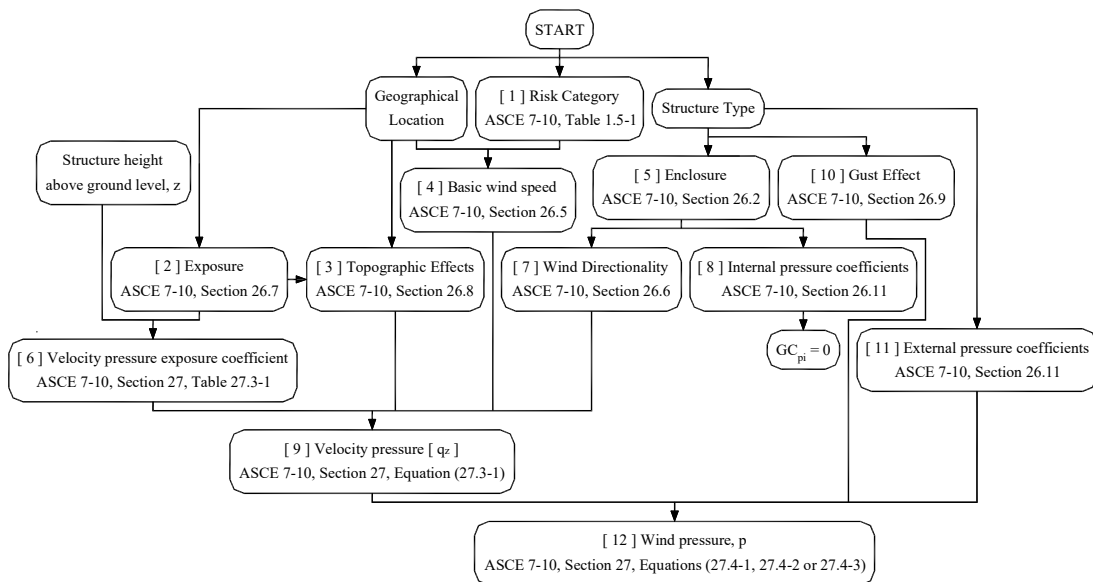 START
Geographical
Location
[ 1 ] Risk Category
ASCE 7-10, Table 1.5-1
Structure Type
Structure height
above ground level, z
[ 4 ] Basic wind speed
ASCE 7-10, Section 26.5
[ 5 ] Enclosure
ASCE 7-10, Section 26.2
[ 10 ] Gust Effect
ASCE 7-10, Section 26.9
[ 2 ] Exposure
ASCE 7-10, Section 26.7
[ 3 ] Topographic Effects
ASCE 7-10, Section 26.8
[ 7 ] Wind Directionality
ASCE 7-10, Section 26.6
[ 8 ] Internal pressure coefficients
ASCE 7-10, Section 26.11
[ 6 ] Velocity pressure exposure coefficient
ASCE 7-10, Section 27, Table 27.3-1
GCpi = 0
[ 11 ] External pressure coefficients
ASCE 7-10, Section 26.11
[ 9 ] Velocity pressure [ qz ]
ASCE 7-10, Section 27, Equation (27.3-1)
[ 12 ] Wind pressure, p
ASCE 7-10, Section 27, Equations (27.4-1, 27.4-2 or 27.4-3)